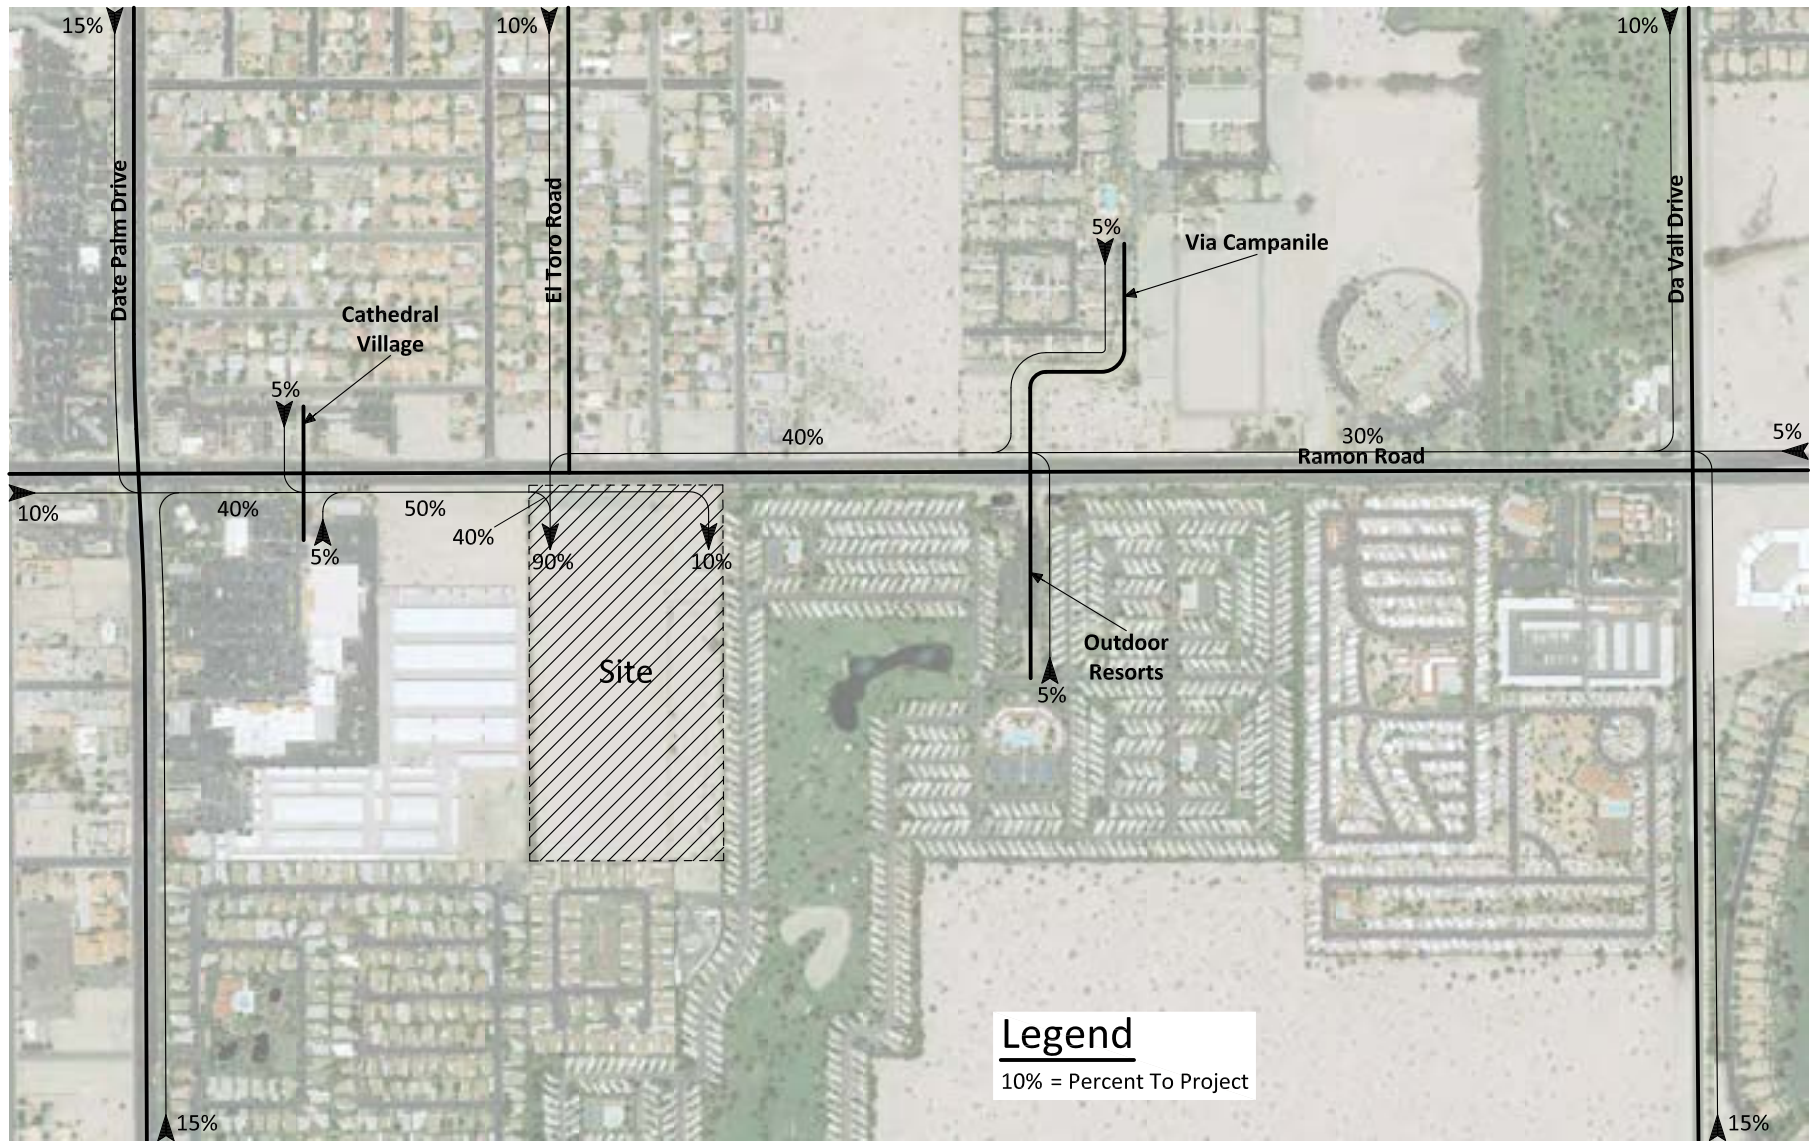 15%
10%
10%
Date Palm Drive
El Toro Road
Da Vall Drive
5%
Via Campanile
Cathedral
Village
5%
40%
30%
5%
Ramon Road
10%
40%
50%
40%
5%
90%
10%
Site
Outdoor
Resorts
5%
Legend
10% = Percent To Project
15%
15%